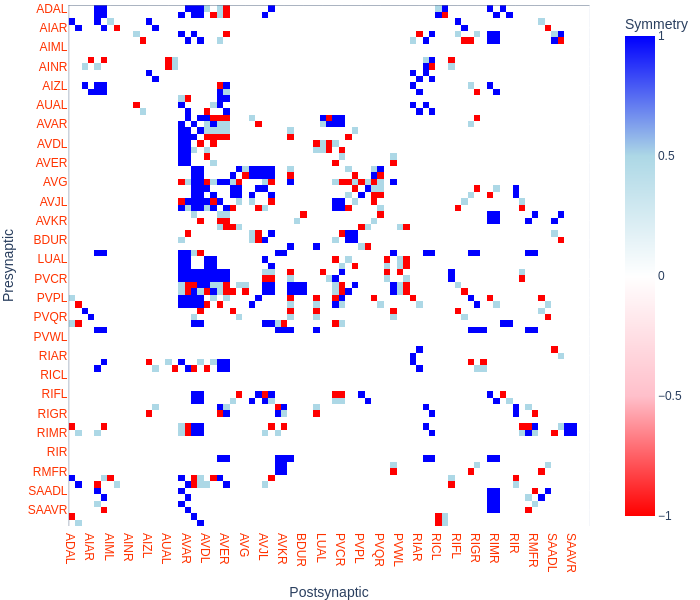 Symmetry
1
0.5
0
−0.5
−1
Presynaptic
ADAL
AIAR
AIML
AINR
AIZL
AUAL
AVAR
AVDL
AVER
AVG
AVJL
AVKR
BDUR
LUAL
PVCR
PVPL
PVQR
PVWL
RIAR
RICL
RIFL
RIGR
RIMR
RIR
RMFR
SAADL
SAAVR
ADAL AIAR AIML AINR AIZL AUAL AVAR AVDL AVER AVG AVJL AVKR BDUR LUAL PVCR PVPL PVQR PVWL RIAR RICL RIFL RIGR RIMR RIR RMFR SAADL SAAVR
Postsynaptic